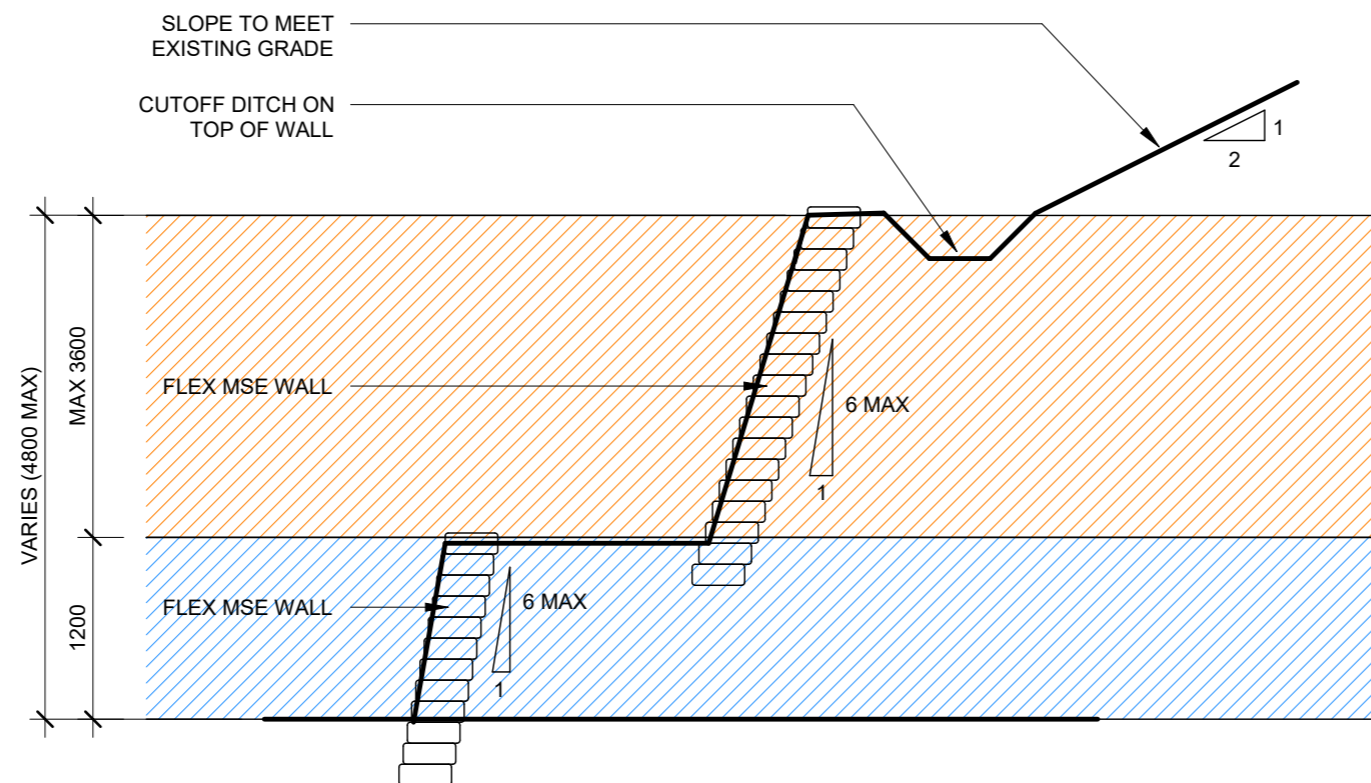 SLOPE TO MEET
EXISTING GRADE
CUTOFF DITCH ON
TOP OF WALL
1
2
VARIES (4800 MAX)
MAX 3600
FLEX MSE WALL
6 MAX
1
1200
FLEX MSE WALL
6 MAX
1